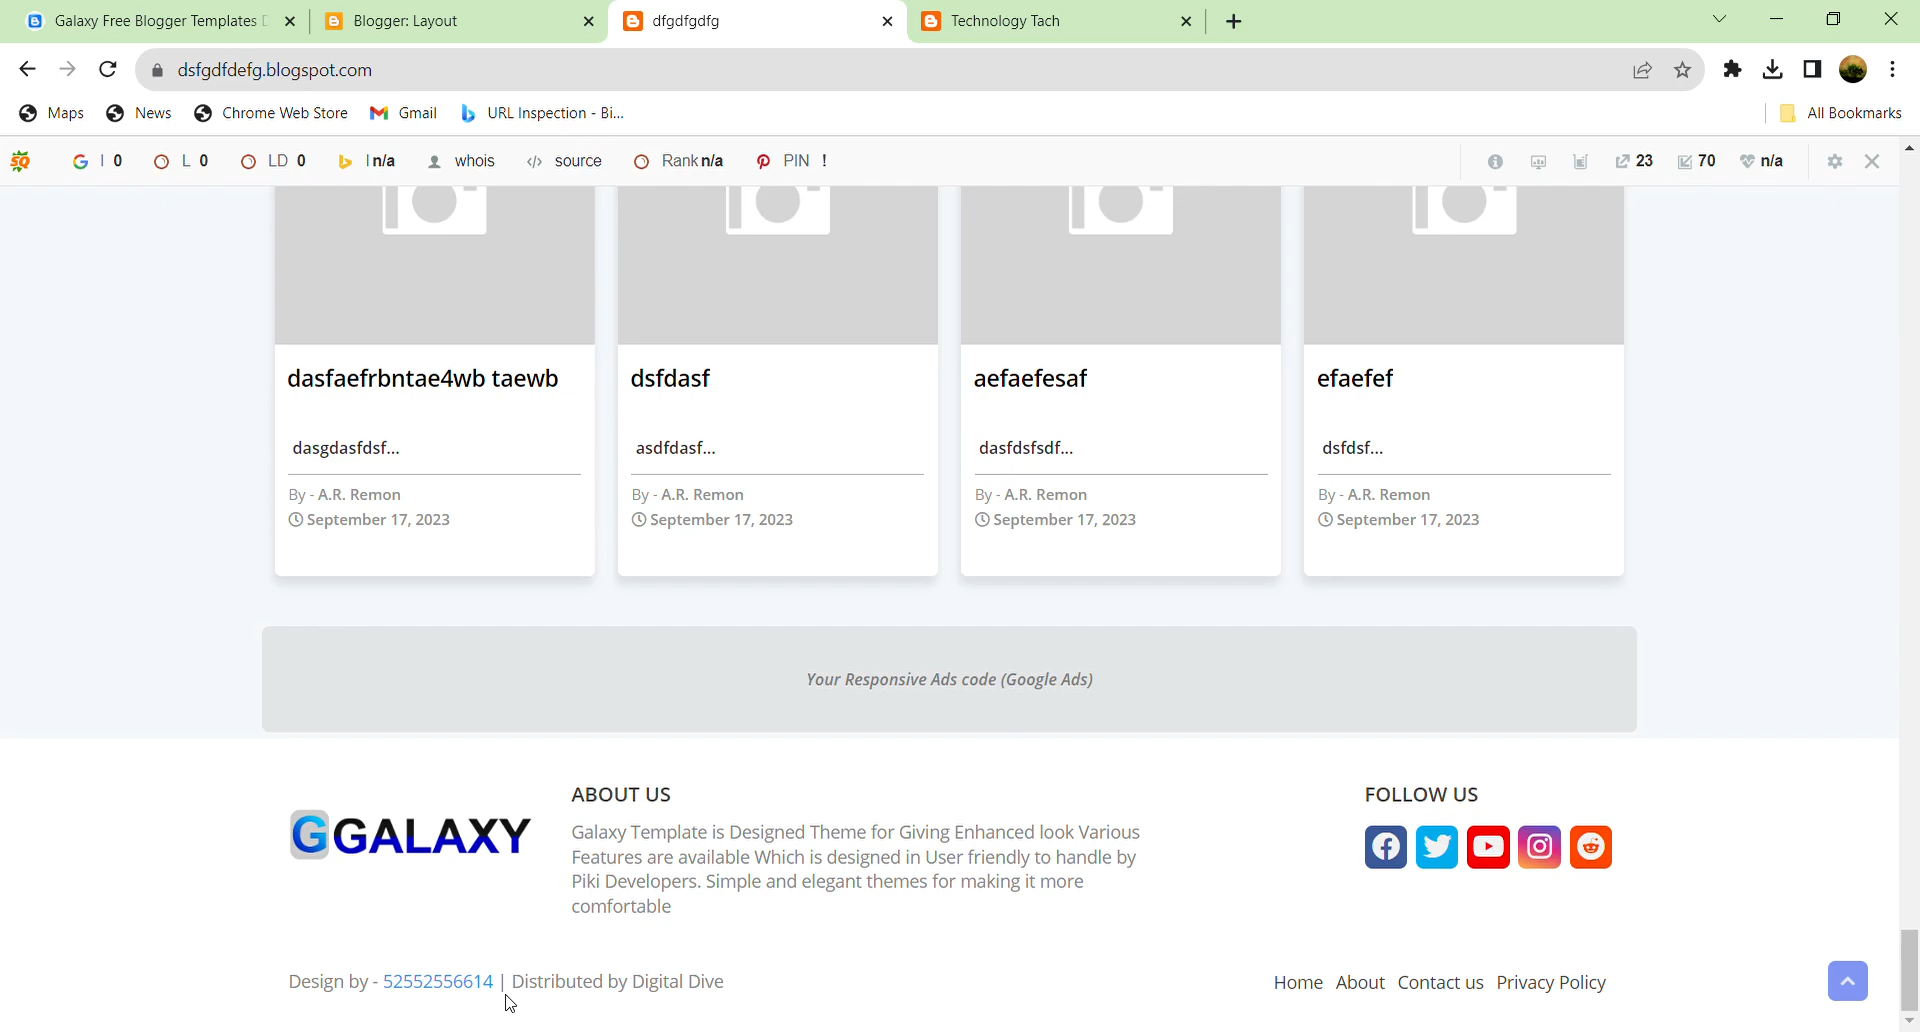 Galaxy Free Blogger Templates D
Blogger: Layout
dfgdfgdfg
Technology Tach
dsfgdfdefg.blogspot.com
Maps
News
Chrome Web Store
Gmail
URL Inspection - Bi...
All Bookmarks
SQ
I 0
L 0
LD 0
I n/a
whois
source
Rank n/a
PIN !
23
70
n/a
dasfaefrbntae4wb taewb
dasgdasfdsf...
By - A.R. Remon
September 17, 2023
dsfdasf
asdfdasf...
By - A.R. Remon
September 17, 2023
aefaefesaf
dasfdsfsdf...
By - A.R. Remon
September 17, 2023
efaefef
dsfdsf...
By - A.R. Remon
September 17, 2023
Your Responsive Ads code (Google Ads)
G GALAXY
ABOUT US
Galaxy Template is Designed Theme for Giving Enhanced look Various
Features are available Which is designed in User friendly to handle by
Piki Developers. Simple and elegant themes for making it more
comfortable
FOLLOW US
Design by - 52552556614 | Distributed by Digital Dive
Home About Contact us Privacy Policy